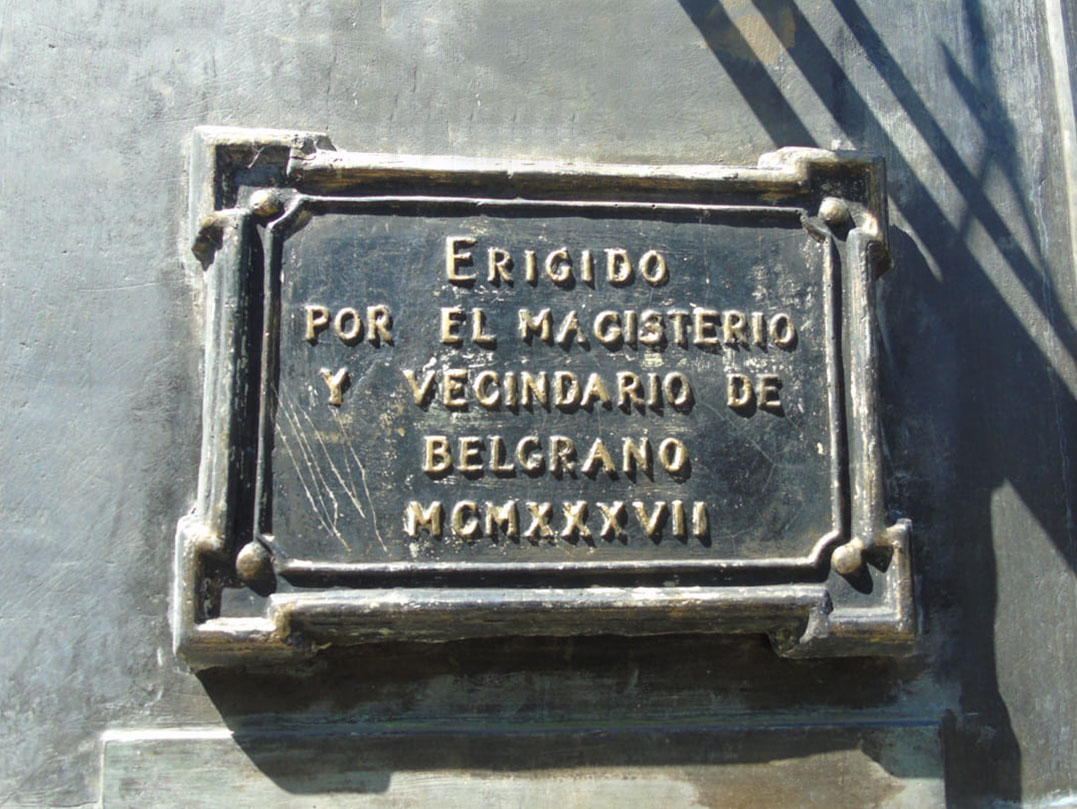 ERIGIDO
POR EL MAGISTERIO
Y VECINDARIO DE
BELGRANO
MCMXXXVII